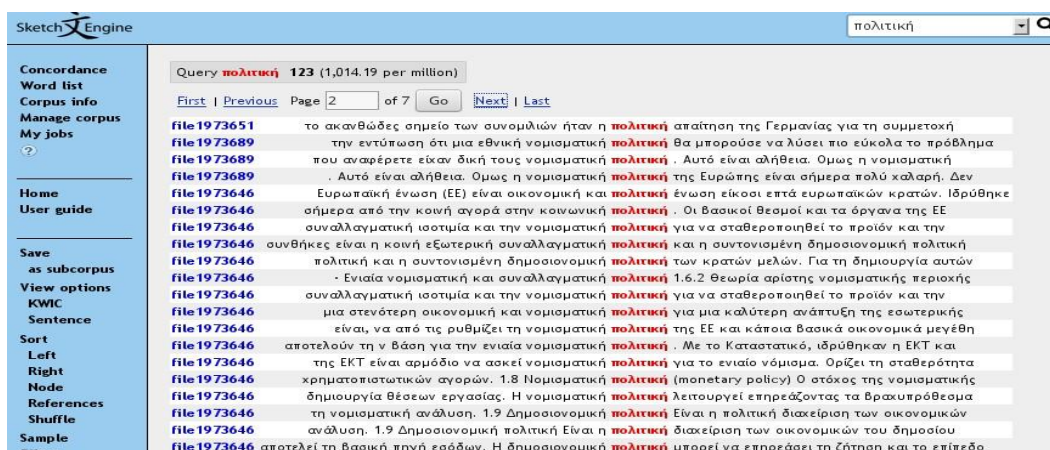 Sketch Engine
πολιτική
Concordance
Word list
Corpus info
Manage corpus
My jobs
?
Home
User guide
Save
as subcorpus
View options
KWIC
Sentence
Sort
Left
Right
Node
References
Shuffle
Sample
Query πολιτική 123 (1,014.19 per million)
First | Previous Page 2 of 7 Go Next | Last
file1973651 το ακανθώδες σημείο των συνομιλιών ήταν η πολιτική απαίτηση της Γερμανίας για τη συμμετοχή
file1973689 την εντύπωση ότι μια εθνική νομισματική πολιτική θα μπορούσε να λύσει πιο εύκολα το πρόβλημα
file1973689 που αναφέρετε είχαν δική τους νομισματική πολιτική . Αυτό είναι αλήθεια. Ομως η νομισματική
file1973689 . Αυτό είναι αλήθεια. Ομως η νομισματική πολιτική της Ευρώπης είναι σήμερα πολύ χαλαρή. Δεν
file1973646 Ευρωπαϊκή ένωση (ΕΕ) είναι οικονομική και πολιτική ένωση είκοσι επτά ευρωπαϊκών κρατών. Ιδρύθηκε
file1973646 σήμερα από την κοινή αγορά στην κοινωνική πολιτική . Οι βασικοί θεσμοί και τα όργανα της ΕΕ
file1973646 συναλλαγματική ισοτιμία και την νομισματική πολιτική για να σταθεροποιηθεί το προϊόν και την
file1973646 συνθήκες είναι η κοινή εξωτερική συναλλαγματική πολιτική και η συντονισμένη δημοσιονομική πολιτική
file1973646 πολιτική και η συντονισμένη δημοσιονομική πολιτική των κρατών μελών. Για τη δημιουργία αυτών
file1973646 · Ενιαία νομισματική και συναλλαγματική πολιτική 1.6.2 Θεωρία αρίστης νομισματικής περιοχής
file1973646 συναλλαγματική ισοτιμία και την νομισματική πολιτική για να σταθεροποιηθεί το προϊόν και την
file1973646 μια στενότερη οικονομική και νομισματική πολιτική για μια καλύτερη ανάπτυξη της εσωτερικής
file1973646 είναι, να από τις ρυθμίζει τη νομισματική πολιτική της ΕΕ και κάποια βασικά οικονομικά μεγέθη
file1973646 αποτελούν τη ν βάση για την ενιαία νομισματική πολιτική . Με το Καταστατικό, ιδρύθηκαν η ΕΚΤ και
file1973646 της ΕΚΤ είναι αρμόδιο να ασκεί νομισματική πολιτική για το ενιαίο νόμισμα. Ορίζει τη σταθερότητα
file1973646 χρηματοπιστωτικών αγορών. 1.8 Νομισματική πολιτική (monetary policy) Ο στόχος της νομισματικής
file1973646 δημιουργία θέσεων εργασίας. Η νομισματική πολιτική λειτουργεί επηρεάζοντας τα βραχυπρόθεσμα
file1973646 τη νομισματική ανάλυση. 1.9 Δημοσιονομική πολιτική Είναι η πολιτική διαχείριση των οικονομικών
file1973646 ανάλυση. 1.9 Δημοσιονομική πολιτική Είναι η πολιτική διαχείριση των οικονομικών του δημοσίου
file1973646 αποτελεί τη βασική πηγή εσόδων. Η δημοσιονομική πολιτική μπορεί να επηρεάσει τη ζήτηση και το επίπεδο